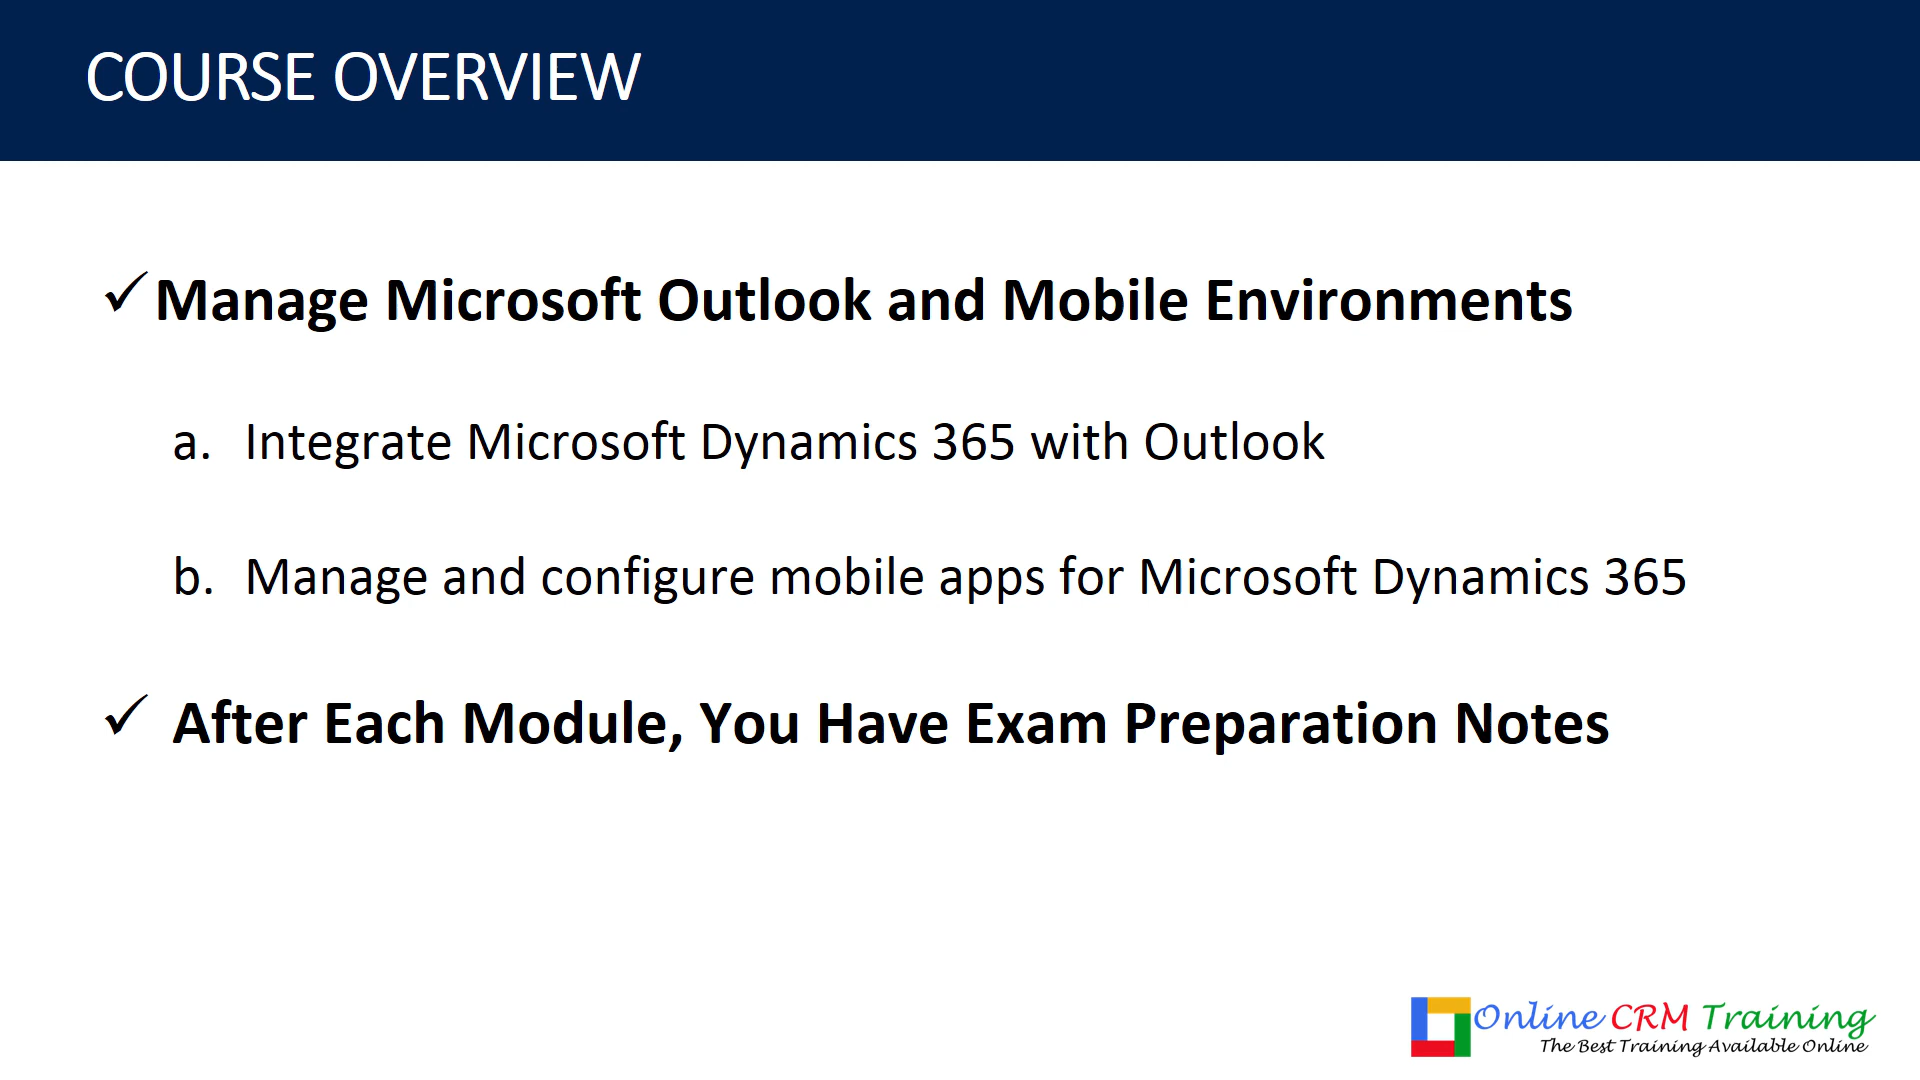 COURSE OVERVIEW
✓ Manage Microsoft Outlook and Mobile Environments
a. Integrate Microsoft Dynamics 365 with Outlook
b. Manage and configure mobile apps for Microsoft Dynamics 365
✓ After Each Module, You Have Exam Preparation Notes
Online CRM Training
The Best Training Available Online